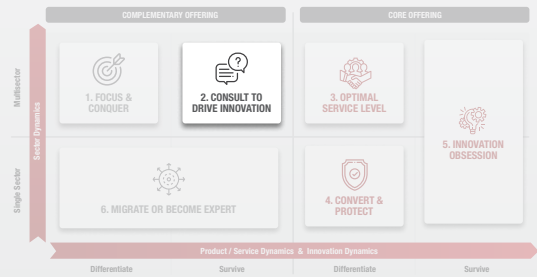 COMPLEMENTARY OFFERING
CORE OFFERING
Multisector
Single Sector
Sector Dynamics
1. FOCUS &
CONQUER
2. CONSULT TO
DRIVE INNOVATION
3. OPTIMAL
SERVICE LEVEL
5. INNOVATION
OBSESSION
6. MIGRATE OR BECOME EXPERT
4. CONVERT &
PROTECT
Product / Service Dynamics & Innovation Dynamics
Differentiate
Survive
Differentiate
Survive